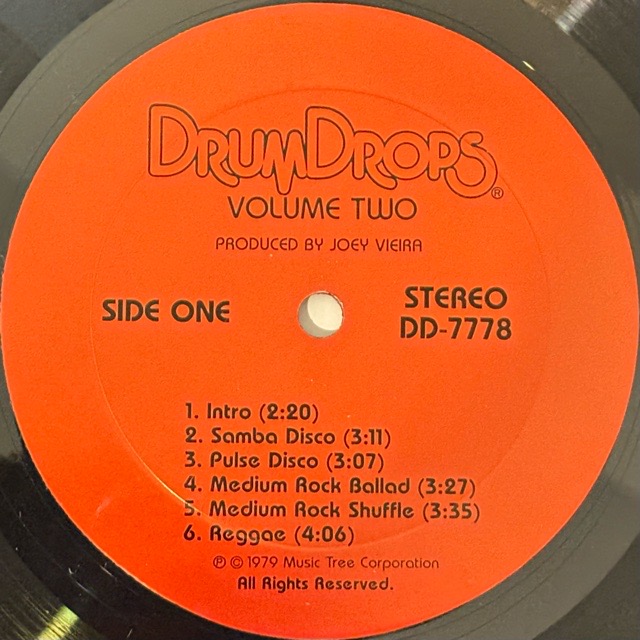 DRUMDROPS®
VOLUME TWO
PRODUCED BY JOEY VIEIRA
SIDE ONE
STEREO
DD-7778
1. Intro (2:20)
2. Samba Disco (3:11)
3. Pulse Disco (3:07)
4. Medium Rock Ballad (3:27)
5. Medium Rock Shuffle (3:35)
6. Reggae (4:06)
℗ © 1979 Music Tree Corporation
All Rights Reserved.